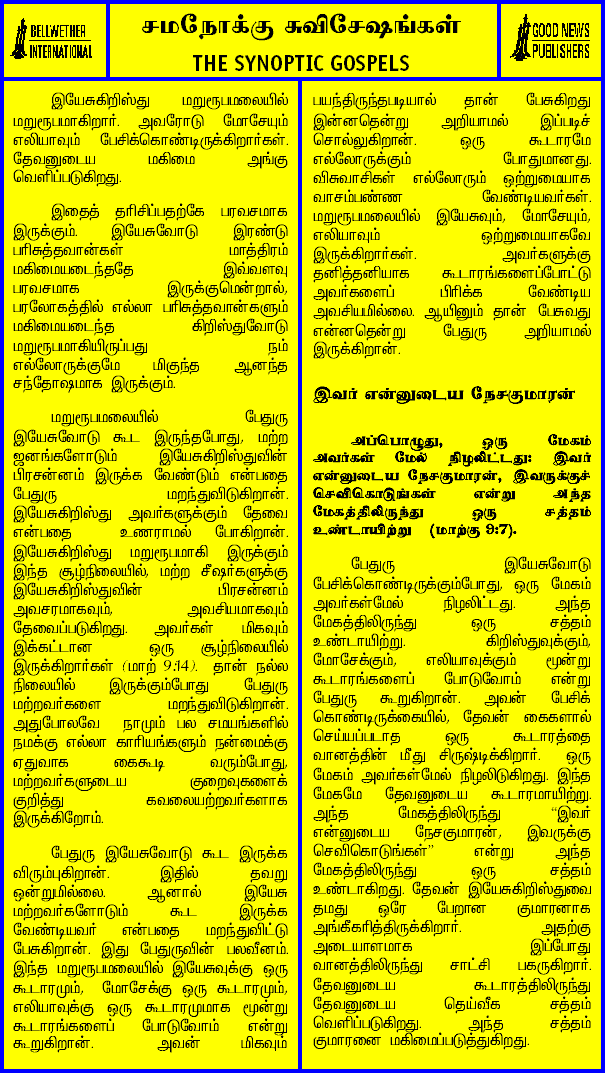 BELLWETHER
INTERNATIONAL
சமநோக்கு சுவிசேஷங்கள்
THE SYNOPTIC GOSPELS
GOOD NEWS
PUBLISHERS
இயேசுகிறிஸ்து மறுரூபமலையில்
மறுரூபமாகிறார். அவரோடு மோசேயும்
எலியாவும் பேசிக்கொண்டிருக்கிறார்கள்.
தேவனுடைய மகிமை அங்கு
வெளிப்படுகிறது.
இதைத் தரிசிப்பதற்கே பரவசமாக
இருக்கும். இயேசுவோடு இரண்டு
பரிசுத்தவான்கள் மாத்திரம்
மகிமையடைந்ததே இவ்வளவு
பரவசமாக இருக்குமென்றால்,
பரலோகத்தில் எல்லா பரிசுத்தவான்களும்
மகிமையடைந்த கிறிஸ்துவோடு
மறுரூபமாகியிருப்பது நம்
எல்லோருக்குமே மிகுந்த ஆனந்த
சந்தோஷமாக இருக்கும்.
மறுரூபமலையில் பேதுரு
இயேசுவோடு கூட இருந்தபோது, மற்ற
ஜனங்களோடும் இயேசுகிறிஸ்துவின்
பிரசன்னம் இருக்க வேண்டும் என்பதை
பேதுரு மறந்துவிடுகிறான்.
இயேசுகிறிஸ்து அவர்களுக்கும் தேவை
என்பதை உணராமல் போகிறான்.
இயேசுகிறிஸ்து மறுரூபமாகி இருக்கும்
இந்த சூழ்நிலையில், மற்ற சீஷர்களுக்கு
இயேசுகிறிஸ்துவின் பிரசன்னம்
அவசரமாகவும், அவசியமாகவும்
தேவைப்படுகிறது. அவர்கள் மிகவும்
இக்கட்டான ஒரு சூழ்நிலையில்
இருக்கிறார்கள் (மாற் 9:14). தான் நல்ல
நிலையில் இருக்கும்போது பேதுரு
மற்றவர்களை மறந்துவிடுகிறான்.
அதுபோலவே நாமும் பல சமயங்களில்
நமக்கு எல்லா காரியங்களும் நன்மைக்கு
ஏதுவாக கைகூடி வரும்போது,
மற்றவர்களுடைய குறைவுகளைக்
குறித்து கவலையற்றவர்களாக
இருக்கிறோம்.
பேதுரு இயேசுவோடு கூட இருக்க
விரும்புகிறான். இதில் தவறு
ஒன்றுமில்லை. ஆனால் இயேசு
மற்றவர்களோடும் கூட இருக்க
வேண்டியவர் என்பதை மறந்துவிட்டு
பேசுகிறான். இது பேதுருவின் பலவீனம்.
இந்த மறுரூபமலையில் இயேசுவுக்கு ஒரு
கூடாரமும், மோசேக்கு ஒரு கூடாரமும்,
எலியாவுக்கு ஒரு கூடாரமுமாக மூன்று
கூடாரங்களைப் போடுவோம் என்று
கூறுகிறான். அவன் மிகவும்
பயந்திருந்தபடியால் தான் பேசுகிறது
இன்னதென்று அறியாமல் இப்படிச்
சொல்லுகிறான். ஒரு கூடாரமே
எல்லோருக்கும் போதுமானது.
விசுவாசிகள் எல்லோரும் ஒற்றுமையாக
வாசம்பண்ண வேண்டியவர்கள்.
மறுரூபமலையில் இயேசுவும், மோசேயும்,
எலியாவும் ஒற்றுமையாகவே
இருக்கிறார்கள். அவர்களுக்கு
தனித்தனியாக கூடாரங்களைப்போட்டு
அவர்களைப் பிரிக்க வேண்டிய
அவசியமில்லை. ஆயினும் தான் பேசுவது
என்னதென்று பேதுரு அறியாமல்
இருக்கிறான்.
இவர் என்னுடைய நேசகுமாரன்
அப்பொழுது, ஒரு மேகம்
அவர்கள் மேல் நிழலிட்டது: இவர்
என்னுடைய நேசகுமாரன், இவருக்குச்
செவிகொடுங்கள் என்று அந்த
மேகத்திலிருந்து ஒரு சத்தம்
உண்டாயிற்று (மாற்கு 9:7).
பேதுரு இயேசுவோடு
பேசிக்கொண்டிருக்கும்போது, ஒரு மேகம்
அவர்கள்மேல் நிழலிட்டது. அந்த
மேகத்திலிருந்து ஒரு சத்தம்
உண்டாயிற்று. கிறிஸ்துவுக்கும்,
மோசேக்கும், எலியாவுக்கும் மூன்று
கூடாரங்களைப் போடுவோம் என்று
பேதுரு கூறுகிறான். அவன் பேசிக்
கொண்டிருக்கையில், தேவன் கைகளால்
செய்யப்படாத ஒரு கூடாரத்தை
வானத்தின் மீது சிருஷ்டிக்கிறார். ஒரு
மேகம் அவர்கள்மேல் நிழலிடுகிறது. இந்த
மேகமே தேவனுடைய கூடாரமாயிற்று.
அந்த மேகத்திலிருந்து “இவர்
என்னுடைய நேசகுமாரன், இவருக்கு
செவிகொடுங்கள்” என்று அந்த
மேகத்திலிருந்து ஒரு சத்தம்
உண்டாகிறது. தேவன் இயேசுகிறிஸ்துவை
தமது ஒரே பேறான குமாரனாக
அங்கீகரித்திருக்கிறார். அதற்கு
அடையாளமாக இப்போது
வானத்திலிருந்து சாட்சி பகருகிறார்.
தேவனுடைய கூடாரத்திலிருந்து
தேவனுடைய தெய்வீக சத்தம்
வெளிப்படுகிறது. அந்த சத்தம்
குமாரனை மகிமைப்படுத்துகிறது.